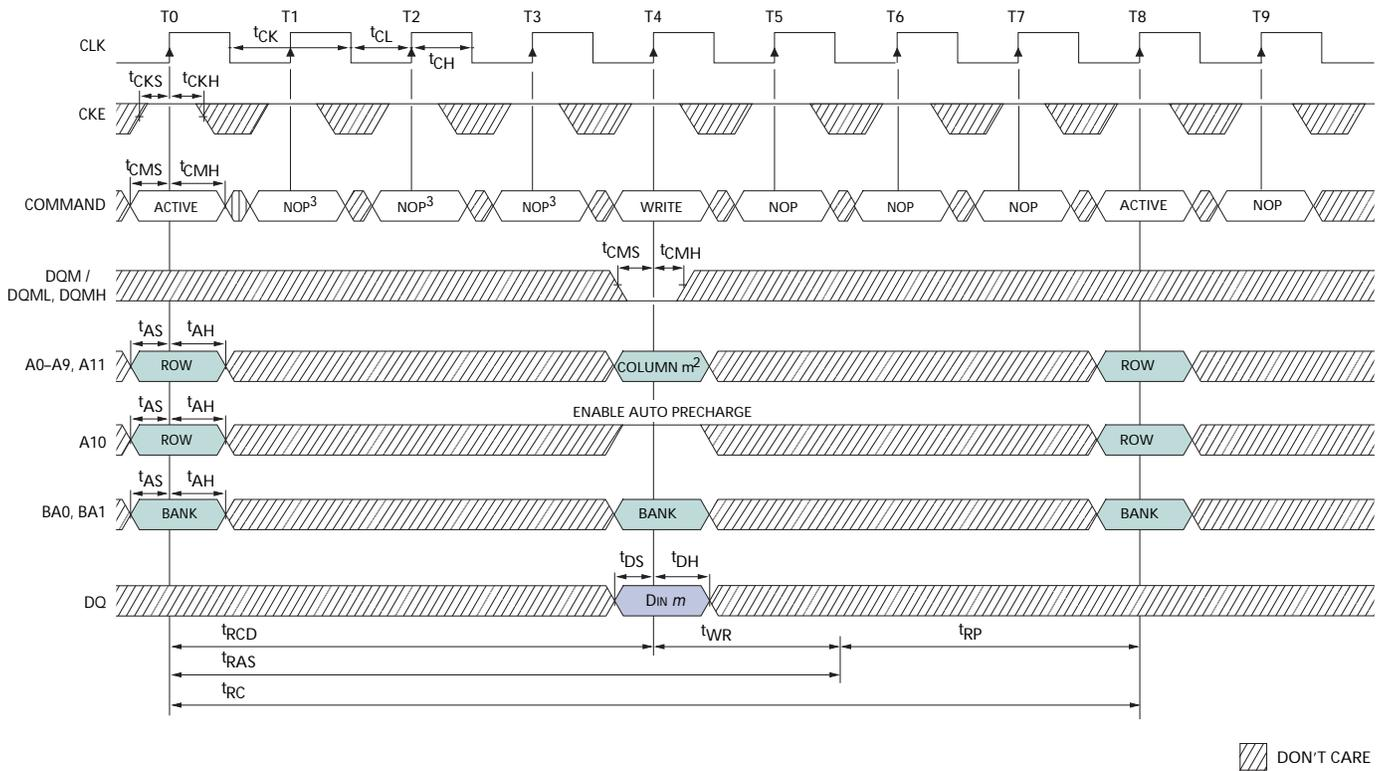 T0 T1 T2 T3 T4 T5 T6 T7 T8 T9
CLK tCK tCL tCH
tCKS tCKH
CKE
tCMS tCMH
COMMAND ACTIVE NOP3 NOP3 NOP3 WRITE NOP NOP NOP ACTIVE NOP
tCMS tCMH
DQM /
DQML, DQMH
tAS tAH
A0–A9, A11 ROW COLUMN m2 ROW
tAS tAH
ENABLE AUTO PRECHARGE
A10 ROW ROW
tAS tAH
BA0, BA1 BANK BANK BANK
tDS tDH
DQ DIN m
tRCD tWR tRP
tRAS
tRC
DON'T CARE